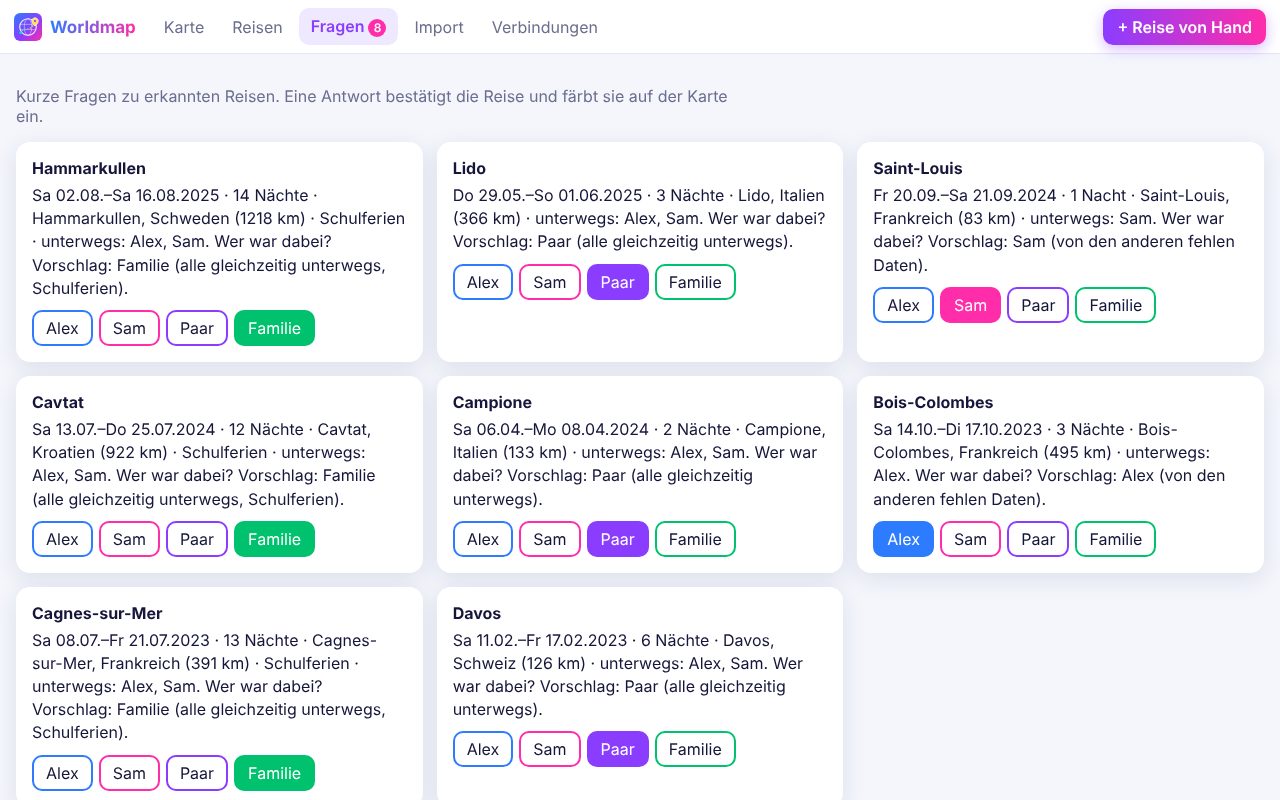 Worldmap
Karte
Reisen
Fragen 8
Import
Verbindungen
+ Reise von Hand
Kurze Fragen zu erkannten Reisen. Eine Antwort bestätigt die Reise und färbt sie auf der Karte
ein.
Hammarkullen
Sa 02.08.–Sa 16.08.2025 · 14 Nächte ·
Hammarkullen, Schweden (1218 km) · Schulferien
· unterwegs: Alex, Sam. Wer war dabei?
Vorschlag: Familie (alle gleichzeitig unterwegs,
Schulferien).
Alex
Sam
Paar
Familie
Lido
Do 29.05.–So 01.06.2025 · 3 Nächte · Lido, Italien
(366 km) · unterwegs: Alex, Sam. Wer war dabei?
Vorschlag: Paar (alle gleichzeitig unterwegs).
Alex
Sam
Paar
Familie
Saint-Louis
Fr 20.09.–Sa 21.09.2024 · 1 Nacht · Saint-Louis,
Frankreich (83 km) · unterwegs: Sam. Wer war
dabei? Vorschlag: Sam (von den anderen fehlen
Daten).
Alex
Sam
Paar
Familie
Cavtat
Sa 13.07.–Do 25.07.2024 · 12 Nächte · Cavtat,
Kroatien (922 km) · Schulferien · unterwegs:
Alex, Sam. Wer war dabei? Vorschlag: Familie
(alle gleichzeitig unterwegs, Schulferien).
Alex
Sam
Paar
Familie
Campione
Sa 06.04.–Mo 08.04.2024 · 2 Nächte · Campione,
Italien (133 km) · unterwegs: Alex, Sam. Wer war
dabei? Vorschlag: Paar (alle gleichzeitig
unterwegs).
Alex
Sam
Paar
Familie
Bois-Colombes
Sa 14.10.–Di 17.10.2023 · 3 Nächte · Bois-
Colombes, Frankreich (495 km) · unterwegs:
Alex. Wer war dabei? Vorschlag: Alex (von den
anderen fehlen Daten).
Alex
Sam
Paar
Familie
Cagnes-sur-Mer
Sa 08.07.–Fr 21.07.2023 · 13 Nächte · Cagnes-
sur-Mer, Frankreich (391 km) · Schulferien ·
unterwegs: Alex, Sam. Wer war dabei?
Vorschlag: Familie (alle gleichzeitig unterwegs,
Schulferien).
Alex
Sam
Paar
Familie
Davos
Sa 11.02.–Fr 17.02.2023 · 6 Nächte · Davos,
Schweiz (126 km) · unterwegs: Alex, Sam. Wer
war dabei? Vorschlag: Paar (alle gleichzeitig
unterwegs).
Alex
Sam
Paar
Familie